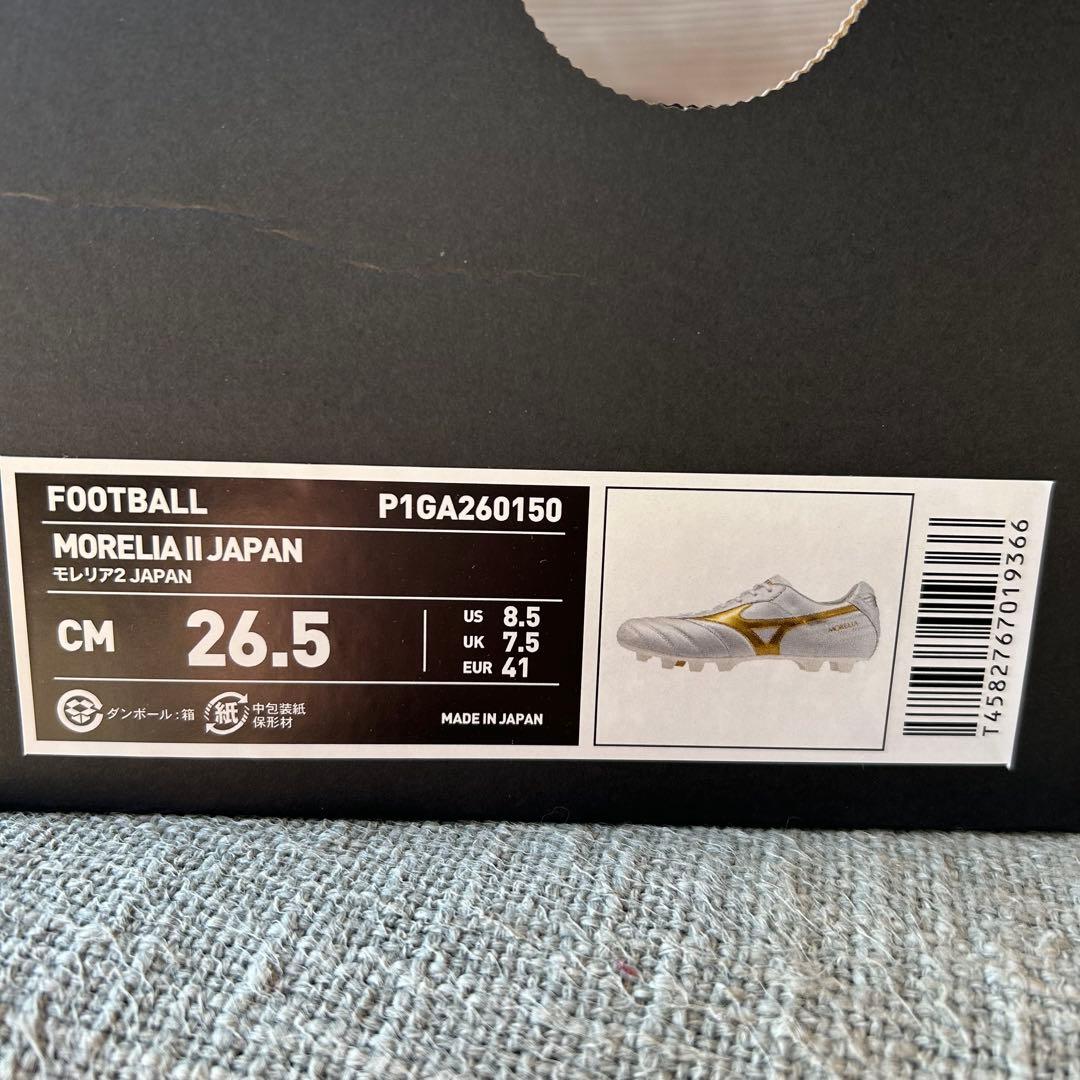 FOOTBALL P1GA260150
MORELIA II JAPAN
モレリア2 JAPAN
CM 26.5
US 8.5
UK 7.5
EUR 41
ダンボール:箱
紙 中包装紙
保形材
MADE IN JAPAN
MORELIA
T4582767019366